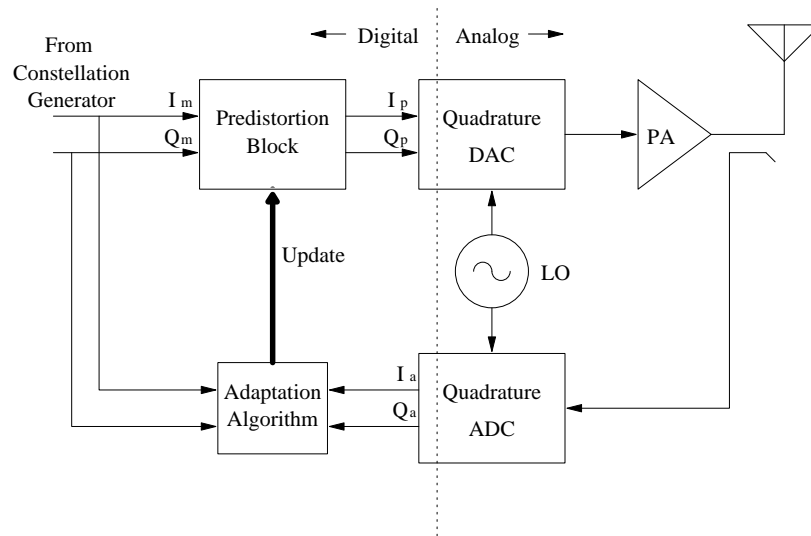 From
Constellation
Generator
Digital
Analog
I m
Q m
Predistortion
Block
I p
Q p
Quadrature
DAC
PA
Update
LO
Adaptation
Algorithm
I a
Q a
Quadrature
ADC